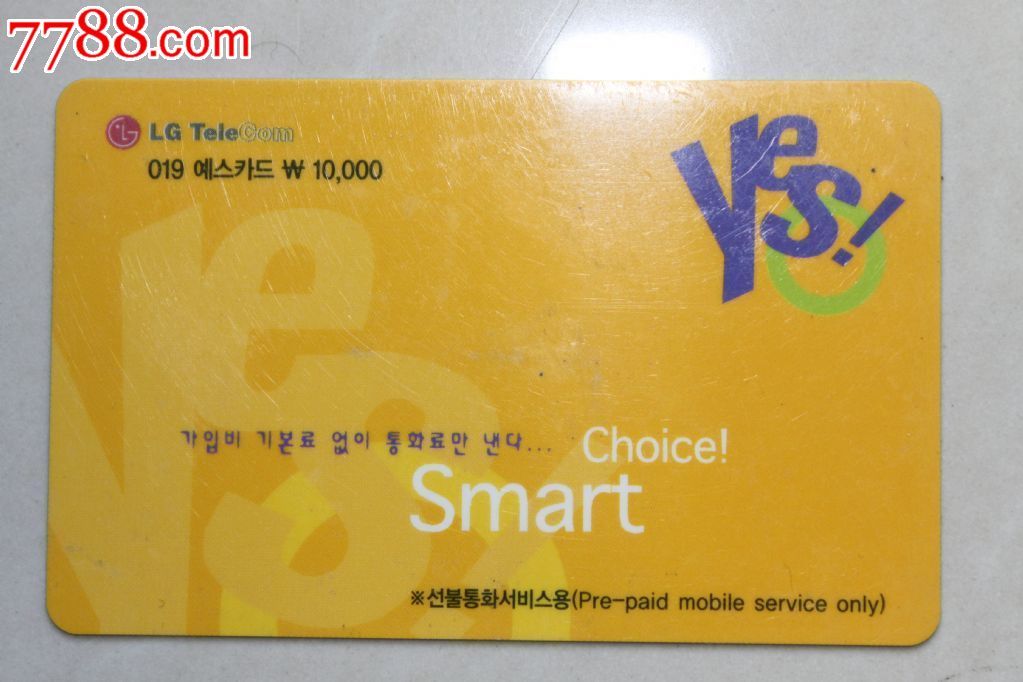 7788.com
LG TeleCom
019 예스카드 ₩ 10,000
Yes!
가입비 기본료 없이 통화료만 낸다...
Choice!
Smart
※선불통화서비스용(Pre-paid mobile service only)